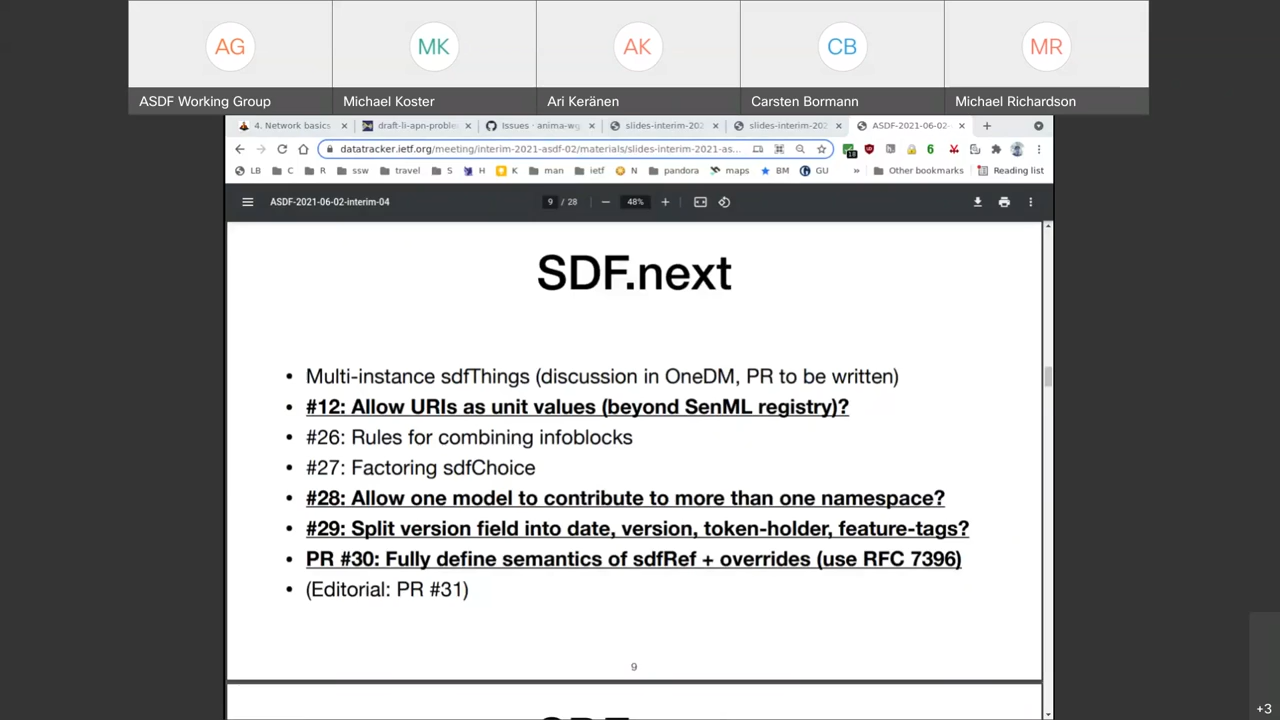 AG
MK
AK
CB
MR
ASDF Working Group
Michael Koster
Ari Keränen
Carsten Bormann
Michael Richardson
4. Network basics
draft-li-apn-proble
Issues · anima-wg
slides-interim-202
slides-interim-202
ASDF-2021-06-02-
datatracker.ietf.org/meeting/interim-2021-asdf-02/materials/slides-interim-2021-as...
LB
C
R
ssw
travel
S
H
K
man
ietf
N
pandora
maps
BM
GU
»
Other bookmarks
Reading list
ASDF-2021-06-02-interim-04
9 / 28
48%
SDF.next
• Multi-instance sdfThings (discussion in OneDM, PR to be written)
• #12: Allow URIs as unit values (beyond SenML registry)?
• #26: Rules for combining infoblocks
• #27: Factoring sdfChoice
• #28: Allow one model to contribute to more than one namespace?
• #29: Split version field into date, version, token-holder, feature-tags?
• PR #30: Fully define semantics of sdfRef + overrides (use RFC 7396)
• (Editorial: PR #31)
9
+3